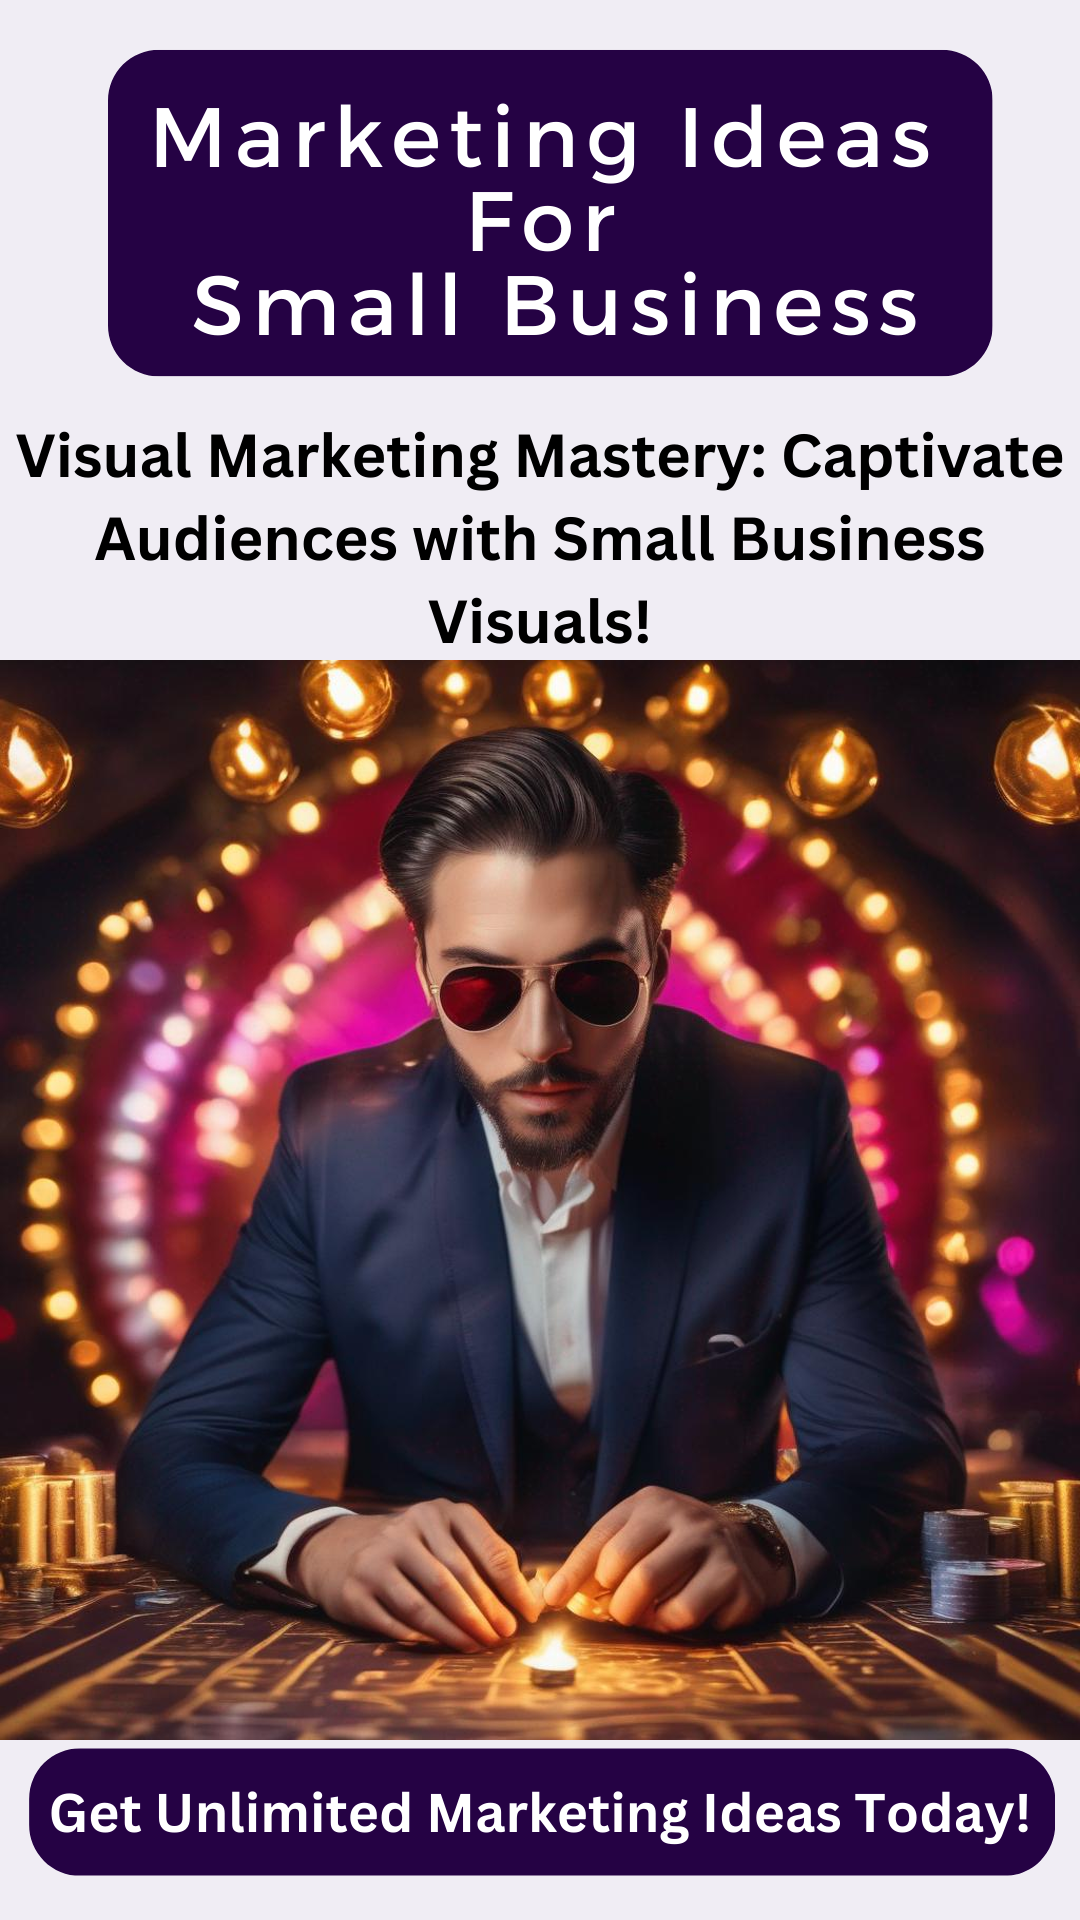 Marketing Ideas
For
Small Business
Visual Marketing Mastery: Captivate
Audiences with Small Business
Visuals!
Get Unlimited Marketing Ideas Today!